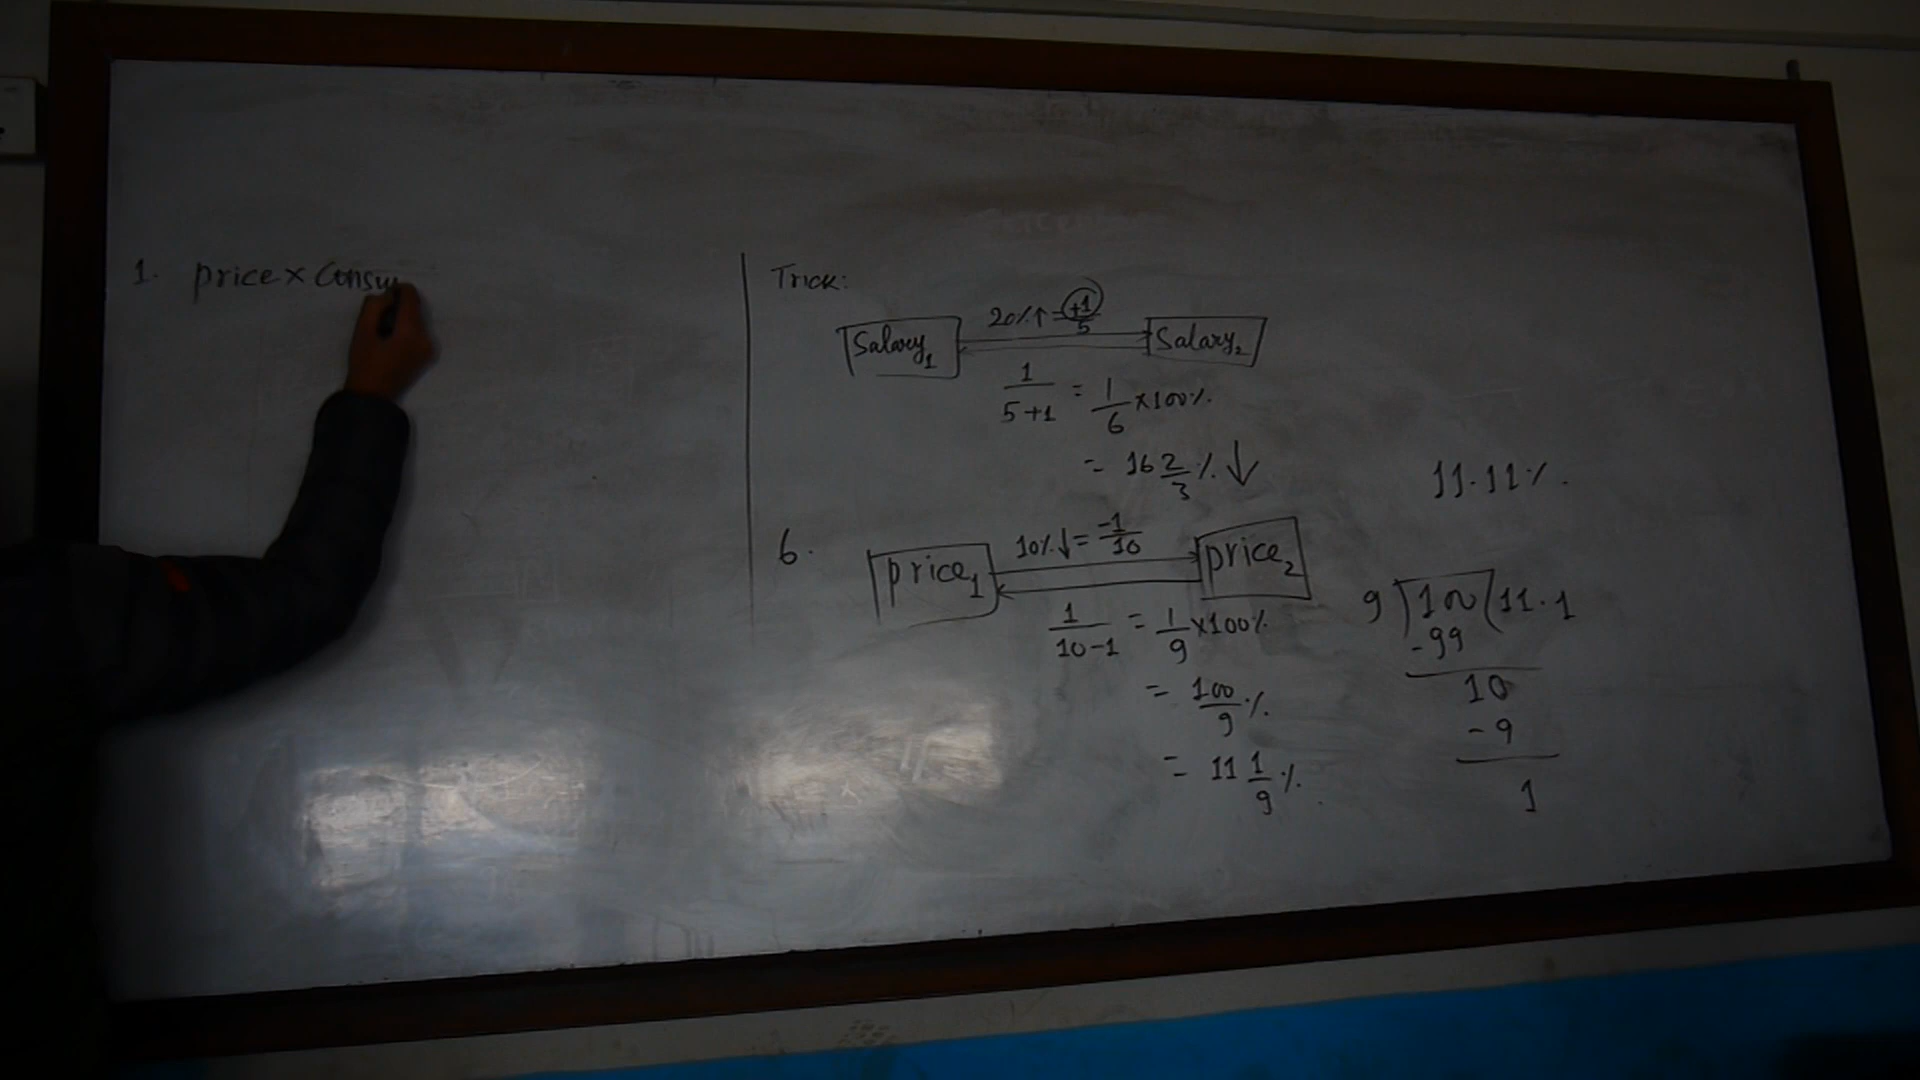 1. price × Consu
Trick:
Salary₁ 20%↑ = +1/5 Salary₂
1/(5+1) = 1/6 ×100%
= 16 2/3 % ↓
11.11%.
6. price₁ 10%↓ = -1/10 price₂
1/(10-1) = 1/9 ×100%
= 100/9 %
= 11 1/9 %.
9)100(11.1
-99
10
-9
1